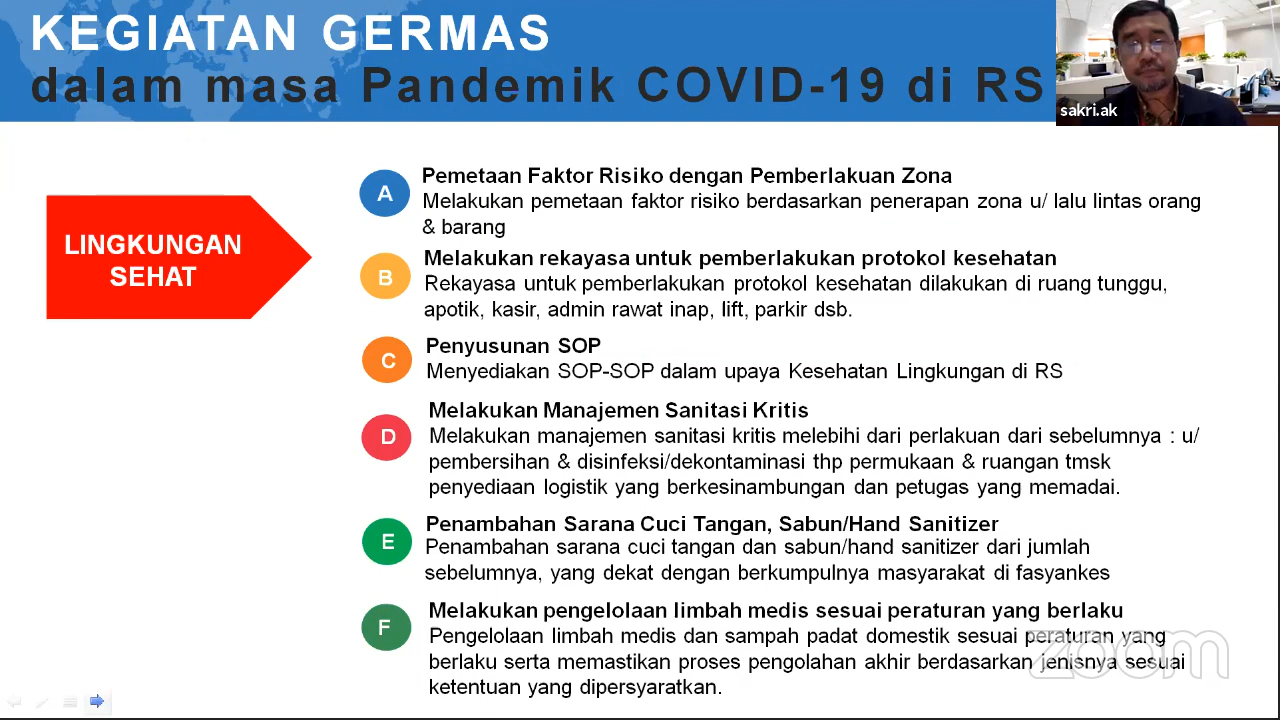 KEGIATAN GERMAS
dalam masa Pandemik COVID-19 di RS
sakri.ak
LINGKUNGAN
SEHAT
A
Pemetaan Faktor Risiko dengan Pemberlakuan Zona
Melakukan pemetaan faktor risiko berdasarkan penerapan zona u/ lalu lintas orang
& barang
B
Melakukan rekayasa untuk pemberlakukan protokol kesehatan
Rekayasa untuk pemberlakukan protokol kesehatan dilakukan di ruang tunggu,
apotik, kasir, admin rawat inap, lift, parkir dsb.
C
Penyusunan SOP
Menyediakan SOP-SOP dalam upaya Kesehatan Lingkungan di RS
D
Melakukan Manajemen Sanitasi Kritis
Melakukan manajemen sanitasi kritis melebihi dari perlakuan dari sebelumnya : u/
pembersihan & disinfeksi/dekontaminasi thp permukaan & ruangan tmsk
penyediaan logistik yang berkesinambungan dan petugas yang memadai.
E
Penambahan Sarana Cuci Tangan, Sabun/Hand Sanitizer
Penambahan sarana cuci tangan dan sabun/hand sanitizer dari jumlah
sebelumnya, yang dekat dengan berkumpulnya masyarakat di fasyankes
F
Melakukan pengelolaan limbah medis sesuai peraturan yang berlaku
Pengelolaan limbah medis dan sampah padat domestik sesuai peraturan yang
berlaku serta memastikan proses pengolahan akhir berdasarkan jenisnya sesuai
ketentuan yang dipersyaratkan.
zoom